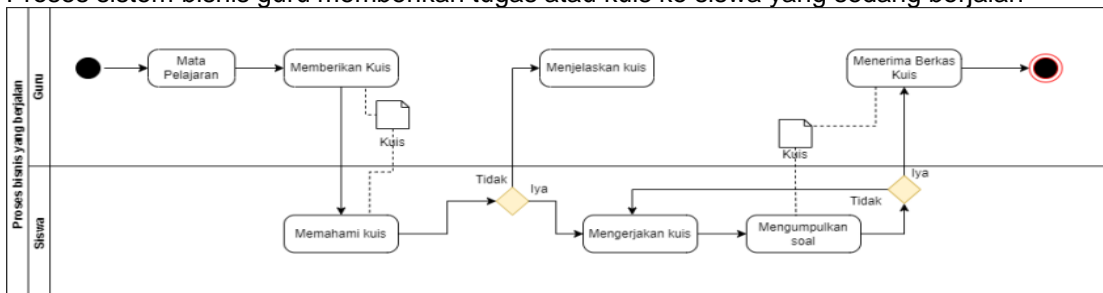 Proses sistem bisnis guru memberikan tugas atau kuis ke siswa yang sedang berjalan
Proses bisnis yang berjalan
Guru
Mata
Pelajaran
Memberikan Kuis
Kuis
Menjelaskan kuis
Menerima Berkas
Kuis
Kuis
Siswa
Memahami kuis
Tidak
Iya
Mengerjakan kuis
Mengumpulkan
soal
Tidak
Iya